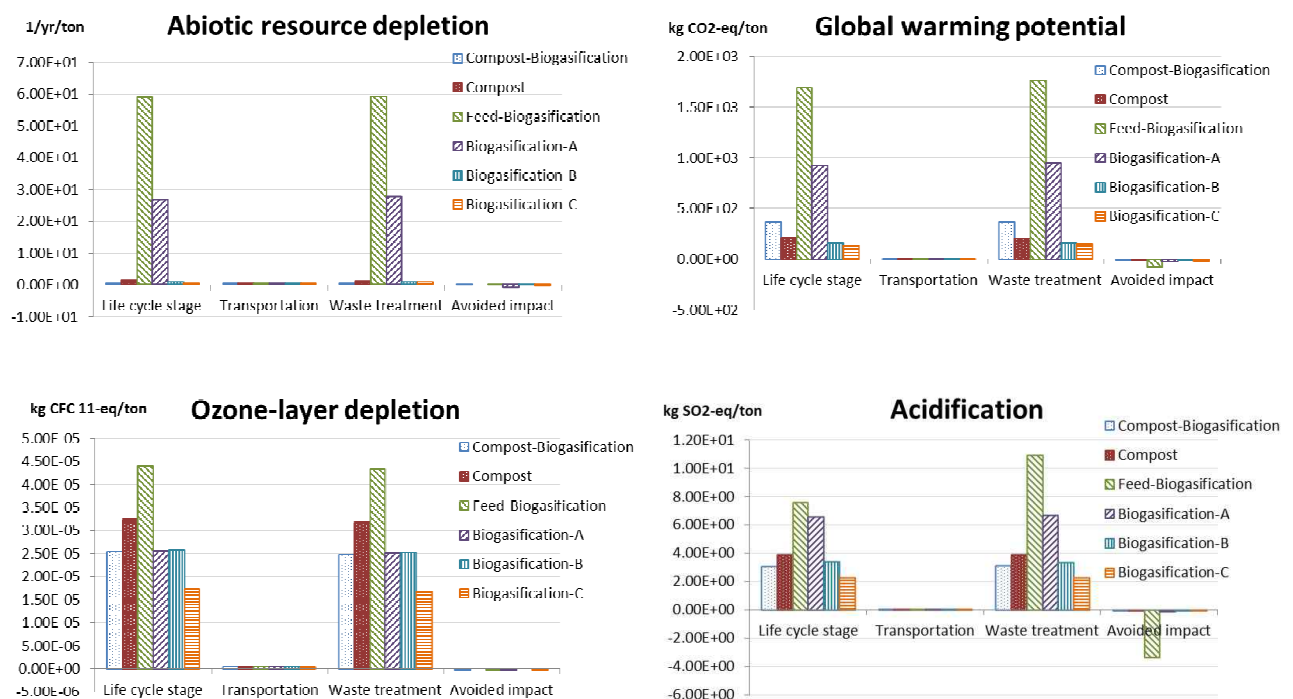 1/yr/ton
Abiotic resource depletion
7.00E+01
6.00E+01
5.00E+01
4.00E+01
3.00E+01
2.00E+01
1.00E+01
0.00E+00
-1.00E+01
Compost-Biogasification
Compost
Feed-Biogasification
Biogasification-A
Biogasification-B
Biogasification-C
Life cycle stage Transportation Waste treatment Avoided impact
kg CO2-eq/ton
Global warming potential
2.00E+03
1.50E+03
1.00E+03
5.00E+02
0.00E+00
-5.00E+02
Compost-Biogasification
Compost
Feed-Biogasification
Biogasification-A
Biogasification-B
Biogasification-C
Life cycle stage Transportation Waste treatment Avoided impact
kg CFC 11-eq/ton
Ozone-layer depletion
5.00E-05
4.50E-05
4.00E-05
3.50E-05
3.00E-05
2.50E-05
2.00E-05
1.50E-05
1.00E-05
5.00E-06
0.00E+00
-5.00E-06
Compost-Biogasification
Compost
Feed-Biogasification
Biogasification-A
Biogasification-B
Biogasification-C
Life cycle stage Transportation Waste treatment Avoided impact
kg SO2-eq/ton
Acidification
1.20E+01
1.00E+01
8.00E+00
6.00E+00
4.00E+00
2.00E+00
0.00E+00
-2.00E+00
-4.00E+00
-6.00E+00
Compost-Biogasification
Compost
Feed-Biogasification
Biogasification-A
Biogasification-B
Biogasification-C
Life cycle stage Transportation Waste treatment Avoided impact